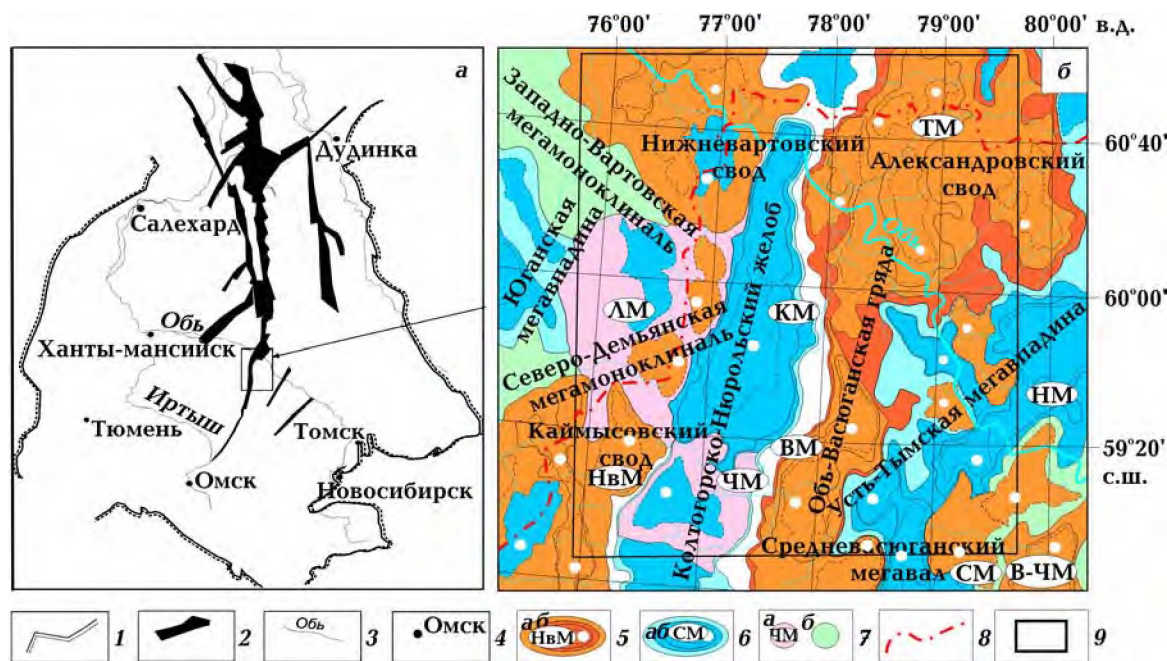 76°00' 77°00' 78°00' 79°00' 80°00' в.д.
а
Дудинка
Салехард
Обь
Ханты-мансийск
Иртыш
Тюмень
Томск
Омск
Новосибирск
б
Западно-Вартовская
мегамоноклиналь
Нижневартовский
свод
ТМ
Александровский
свод
60°40'
Юганская
мегавпадина
Обь
ЛМ
КМ
60°00'
Северо-Демьянская
мегамоноклиналь
Колтогорско-Нюрольский желоб
Обь-Васюганская гряда
Усть-Тымская мегавпадина
НМ
Каймысовский
свод
НвМ
ЧМ
ВМ
59°20'
с.ш.
Средневасюганский
мегавал
СМ
В-ЧМ
1
2
Обь
3
Омск
4
аб
НвМ
5
аб
СМ
6
а
ЧМ
б
7
8
9